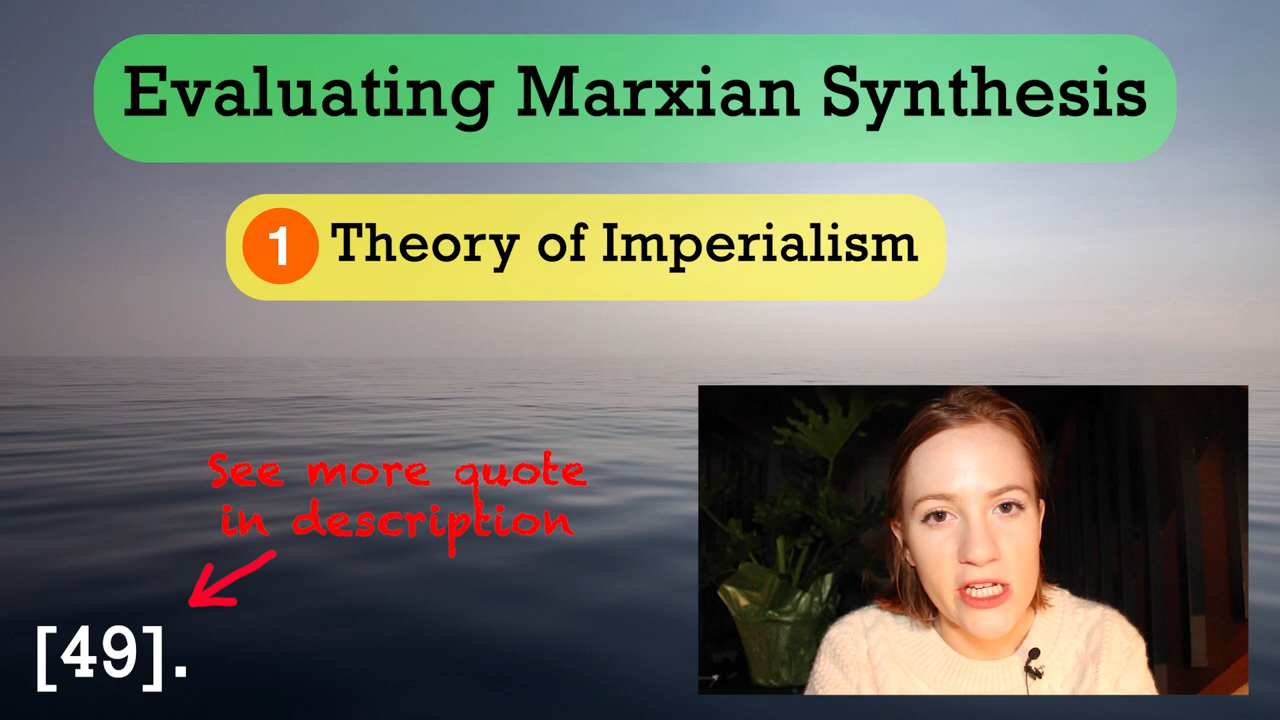 Evaluating Marxian Synthesis
1 Theory of Imperialism
See more quote
in description
[49].